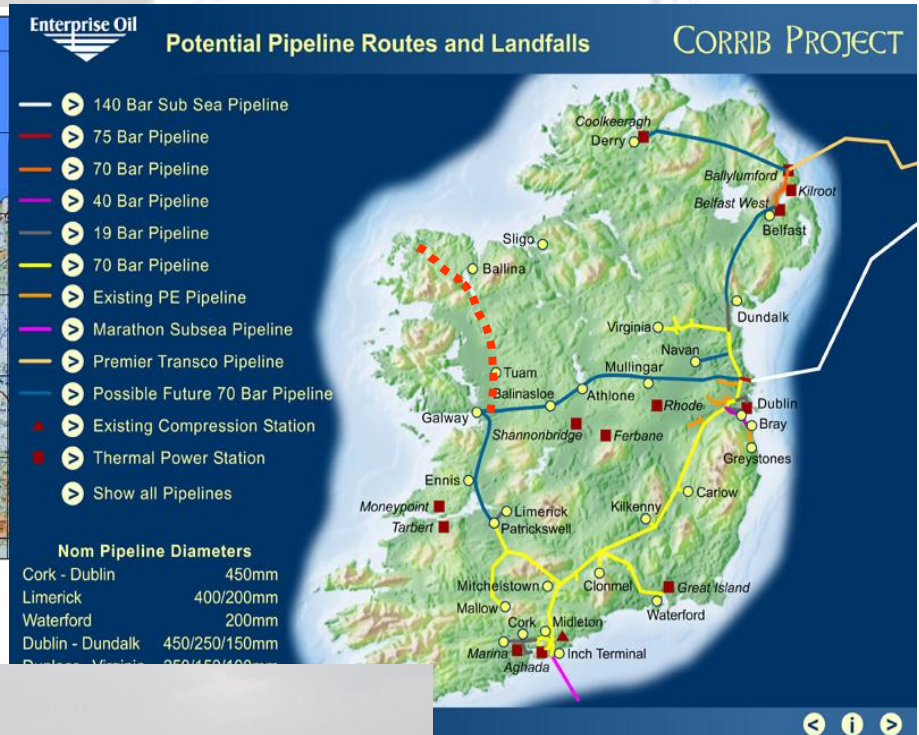 Enterprise Oil
Potential Pipeline Routes and Landfalls
CORRIB PROJECT
140 Bar Sub Sea Pipeline
75 Bar Pipeline
70 Bar Pipeline
40 Bar Pipeline
19 Bar Pipeline
70 Bar Pipeline
Existing PE Pipeline
Marathon Subsea Pipeline
Premier Transco Pipeline
Possible Future 70 Bar Pipeline
Existing Compression Station
Thermal Power Station
Show all Pipelines
Nom Pipeline Diameters
Cork - Dublin 450mm
Limerick 400/200mm
Waterford 200mm
Dublin - Dundalk 450/250/150mm
Coolkeeragh
Derry
Ballylumford
Kilroot
Belfast West
Belfast
Sligo
Ballina
Dundalk
Virginia
Navan
Mullingar
Tuam
Balinasloe
Athlone
Galway
Rhode
Dublin
Bray
Shannonbridge
Ferbane
Greystones
Ennis
Carlow
Moneypoint
Limerick
Kilkenny
Tarbert
Patrickswell
Mitchelstown
Clonmel
Great Island
Mallow
Waterford
Cork
Midleton
Marina
Inch Terminal
Aghada